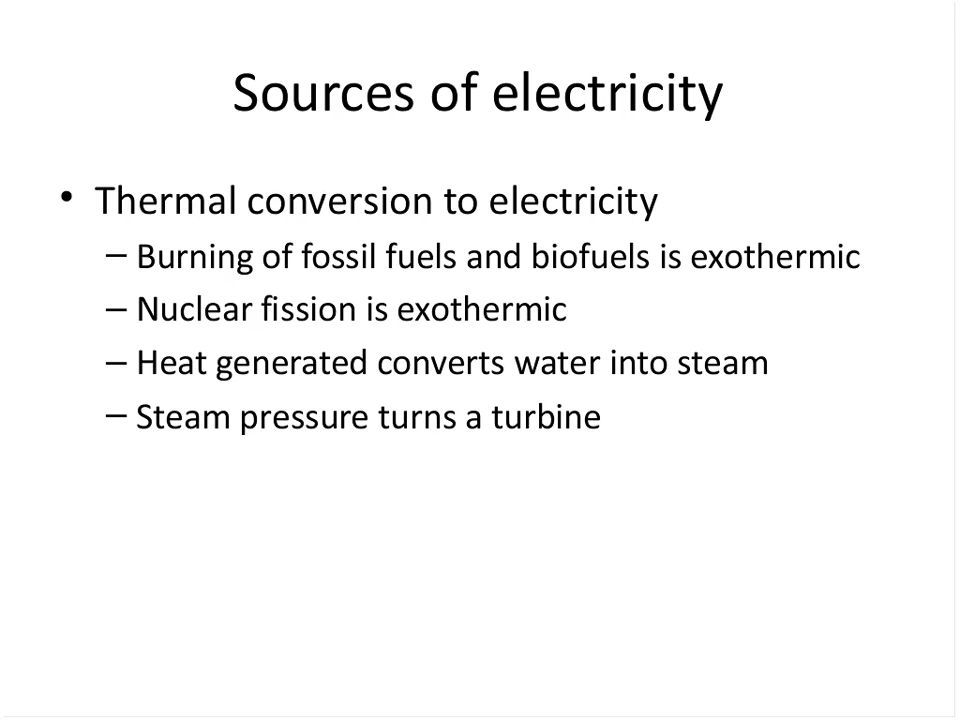 Sources of electricity
• Thermal conversion to electricity
– Burning of fossil fuels and biofuels is exothermic
– Nuclear fission is exothermic
– Heat generated converts water into steam
– Steam pressure turns a turbine